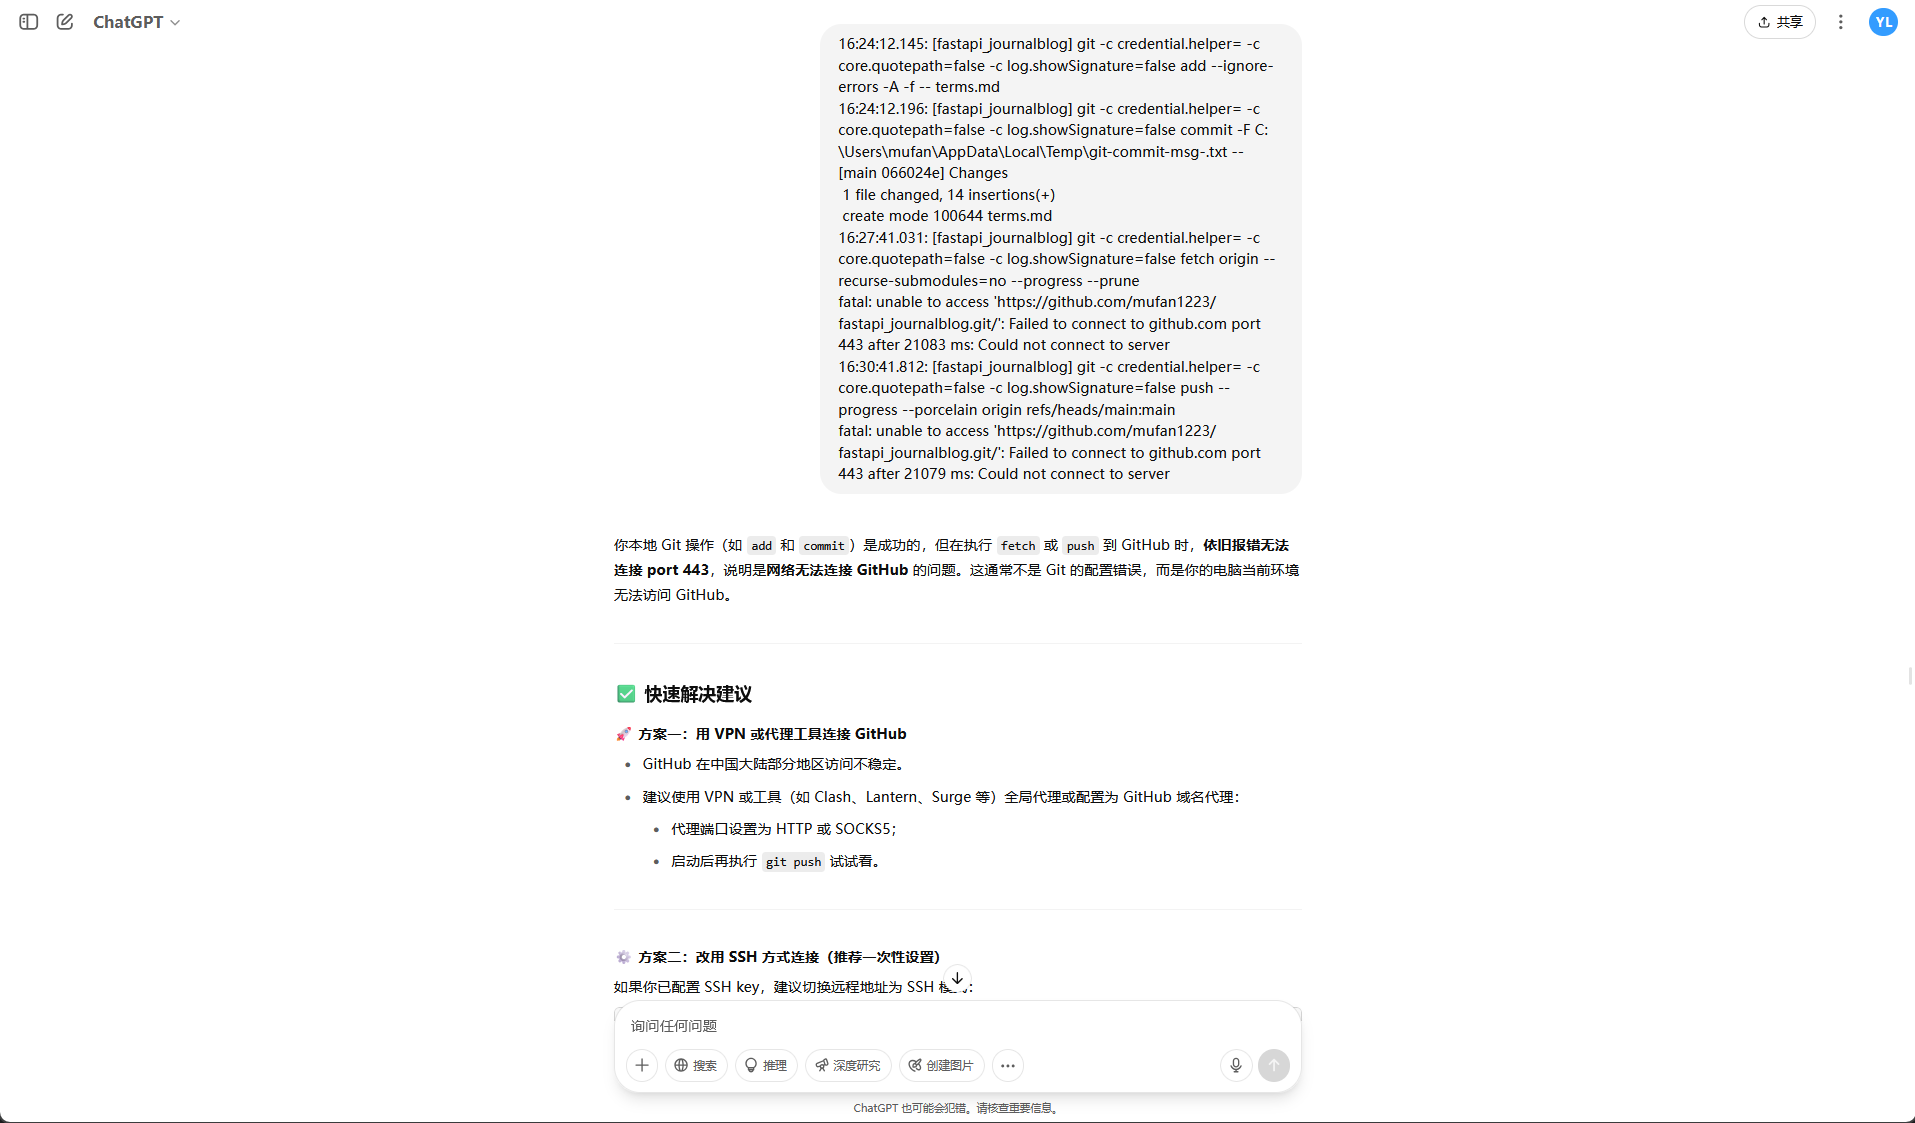 ChatGPT
共享
YL
16:24:12.145: [fastapi_journalblog] git -c credential.helper= -c
core.quotepath=false -c log.showSignature=false add --ignore-
errors -A -f -- terms.md
16:24:12.196: [fastapi_journalblog] git -c credential.helper= -c
core.quotepath=false -c log.showSignature=false commit -F C:
\Users\mufan\AppData\Local\Temp\git-commit-msg-.txt --
[main 066024e] Changes
1 file changed, 14 insertions(+)
create mode 100644 terms.md
16:27:41.031: [fastapi_journalblog] git -c credential.helper= -c
core.quotepath=false -c log.showSignature=false fetch origin --
recurse-submodules=no --progress --prune
fatal: unable to access 'https://github.com/mufan1223/
fastapi_journalblog.git/': Failed to connect to github.com port
443 after 21083 ms: Could not connect to server
16:30:41.812: [fastapi_journalblog] git -c credential.helper= -c
core.quotepath=false -c log.showSignature=false push --
progress --porcelain origin refs/heads/main:main
fatal: unable to access 'https://github.com/mufan1223/
fastapi_journalblog.git/': Failed to connect to github.com port
443 after 21079 ms: Could not connect to server
你本地 Git 操作（如 add 和 commit）是成功的，但在执行 fetch 或 push 到 GitHub 时，依旧报错无法
连接 port 443，说明是网络无法连接 GitHub 的问题。这通常不是 Git 的配置错误，而是你的电脑当前环境
无法访问 GitHub。
✅ 快速解决建议
🚀 方案一：用 VPN 或代理工具连接 GitHub
• GitHub 在中国大陆部分地区访问不稳定。
• 建议使用 VPN 或工具（如 Clash、Lantern、Surge 等）全局代理或配置为 GitHub 域名代理：
• 代理端口设置为 HTTP 或 SOCKS5；
• 启动后再执行 git push 试试看。
⚙️ 方案二：改用 SSH 方式连接（推荐一次性设置）
如果你已配置 SSH key，建议切换远程地址为 SSH 模：
询问任何问题
搜索
推理
深度研究
创建图片
ChatGPT 也可能会犯错。请核查重要信息。